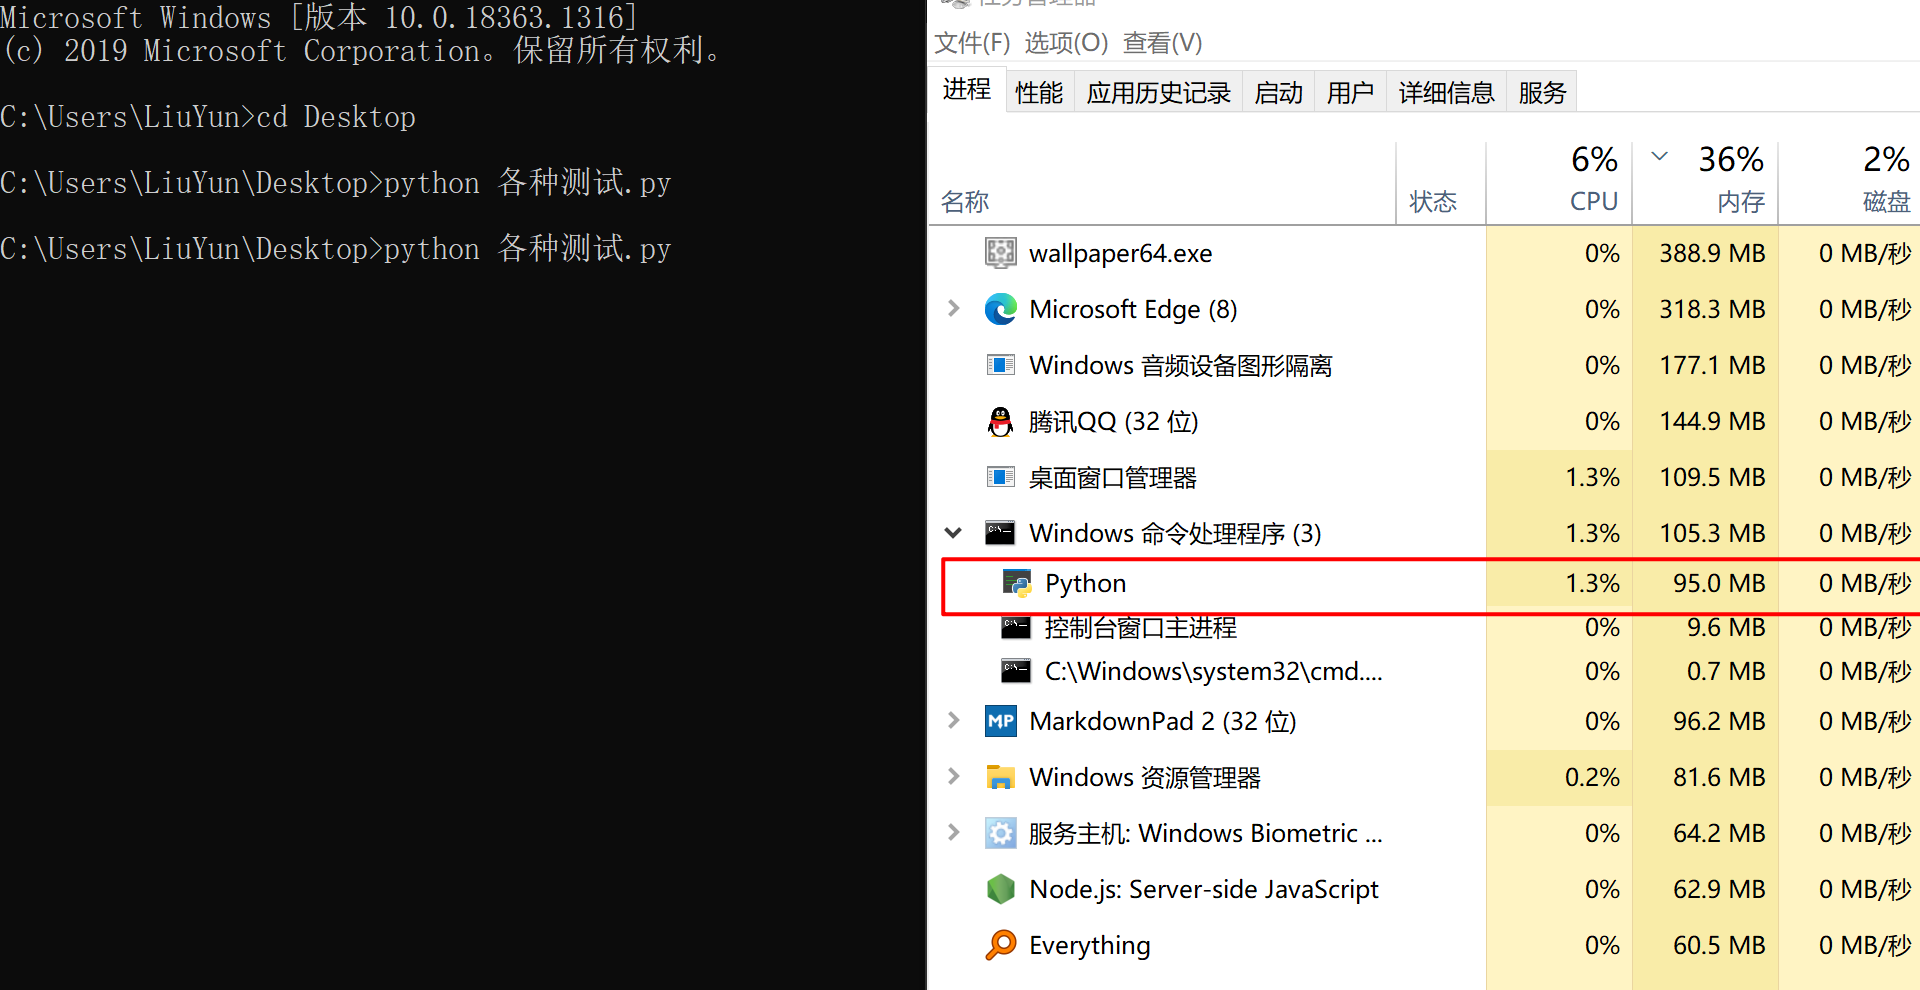 Microsoft Windows [版本 10.0.18363.1316]
(c) 2019 Microsoft Corporation。保留所有权利。
C:\Users\LiuYun>cd Desktop
C:\Users\LiuYun\Desktop>python 各种测试.py
C:\Users\LiuYun\Desktop>python 各种测试.py
任务管理器
文件(F) 选项(O) 查看(V)
进程 性能 应用历史记录 启动 用户 详细信息 服务
6% 36% 2%
名称 状态 CPU 内存 磁盘
wallpaper64.exe 0% 388.9 MB 0 MB/秒
Microsoft Edge (8) 0% 318.3 MB 0 MB/秒
Windows 音频设备图形隔离 0% 177.1 MB 0 MB/秒
腾讯QQ (32 位) 0% 144.9 MB 0 MB/秒
桌面窗口管理器 1.3% 109.5 MB 0 MB/秒
Windows 命令处理程序 (3) 1.3% 105.3 MB 0 MB/秒
Python 1.3% 95.0 MB 0 MB/秒
控制台窗口主进程 0% 9.6 MB 0 MB/秒
C:\Windows\system32\cmd.... 0% 0.7 MB 0 MB/秒
MP MarkdownPad 2 (32 位) 0% 96.2 MB 0 MB/秒
Windows 资源管理器 0.2% 81.6 MB 0 MB/秒
服务主机: Windows Biometric ... 0% 64.2 MB 0 MB/秒
Node.js: Server-side JavaScript 0% 62.9 MB 0 MB/秒
Everything 0% 60.5 MB 0 MB/秒